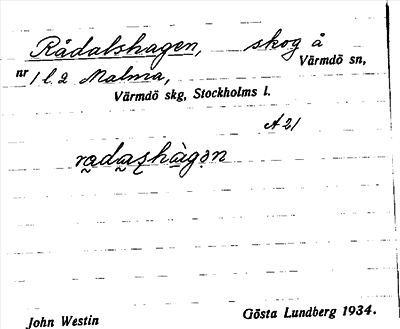 Rådalshagen, skog å
Värmdö sn,
nr 1 l. 2 Malma,
Värmdö skg, Stockholms l.
A 21
John Westin
Gösta Lundberg 1934.